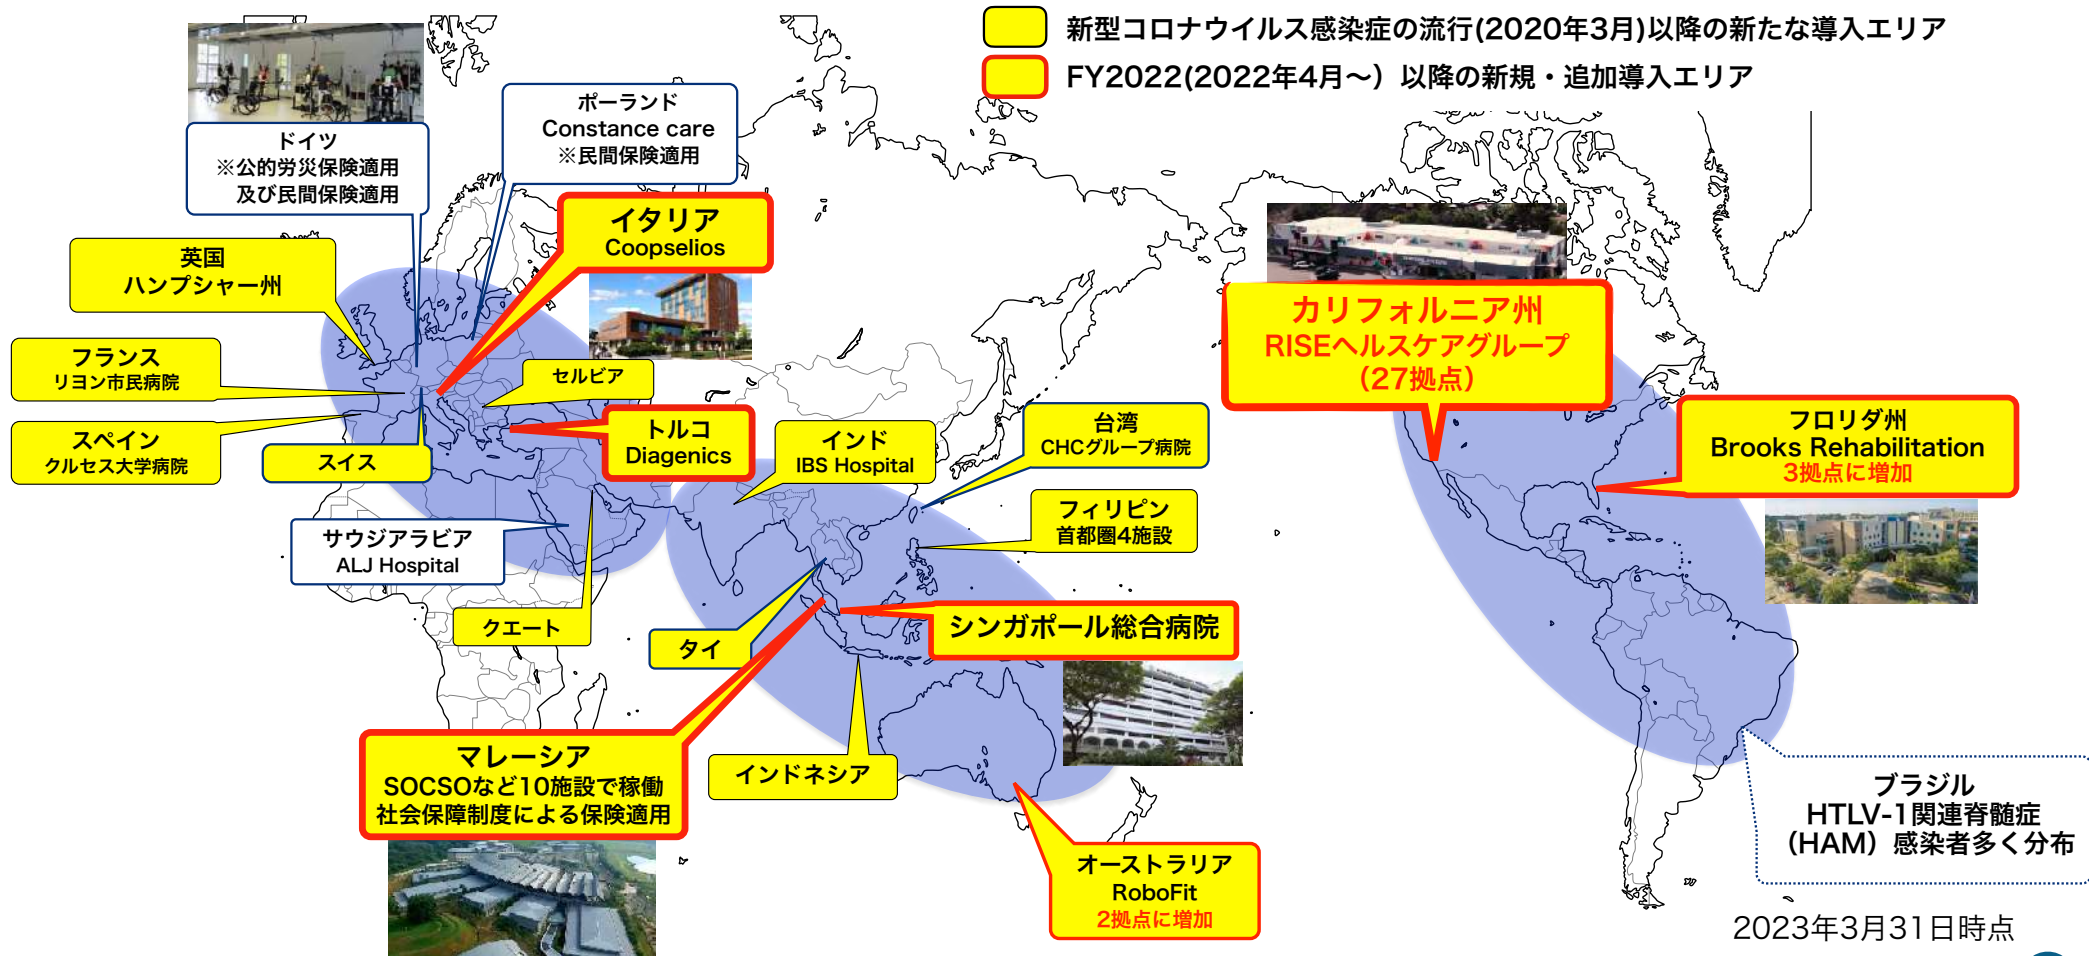 新型コロナウイルス感染症の流行(2020年3月)以降の新たな導入エリア
FY2022(2022年4月〜）以降の新規・追加導入エリア
ドイツ
※公的労災保険適用
及び民間保険適用
ポーランド
Constance care
※民間保険適用
イタリア
Coopselios
英国
ハンプシャー州
フランス
リヨン市民病院
スペイン
クルセス大学病院
スイス
セルビア
トルコ
Diagenics
サウジアラビア
ALJ Hospital
クエート
インド
IBS Hospital
台湾
CHCグループ病院
フィリピン
首都圏4施設
タイ
シンガポール総合病院
マレーシア
SOCSOなど10施設で稼働
社会保障制度による保険適用
インドネシア
オーストラリア
RoboFit
2拠点に増加
カリフォルニア州
RISEヘルスケアグループ
（27拠点）
フロリダ州
Brooks Rehabilitation
3拠点に増加
ブラジル
HTLV-1関連脊髄症
（HAM）感染者多く分布
2023年3月31日時点